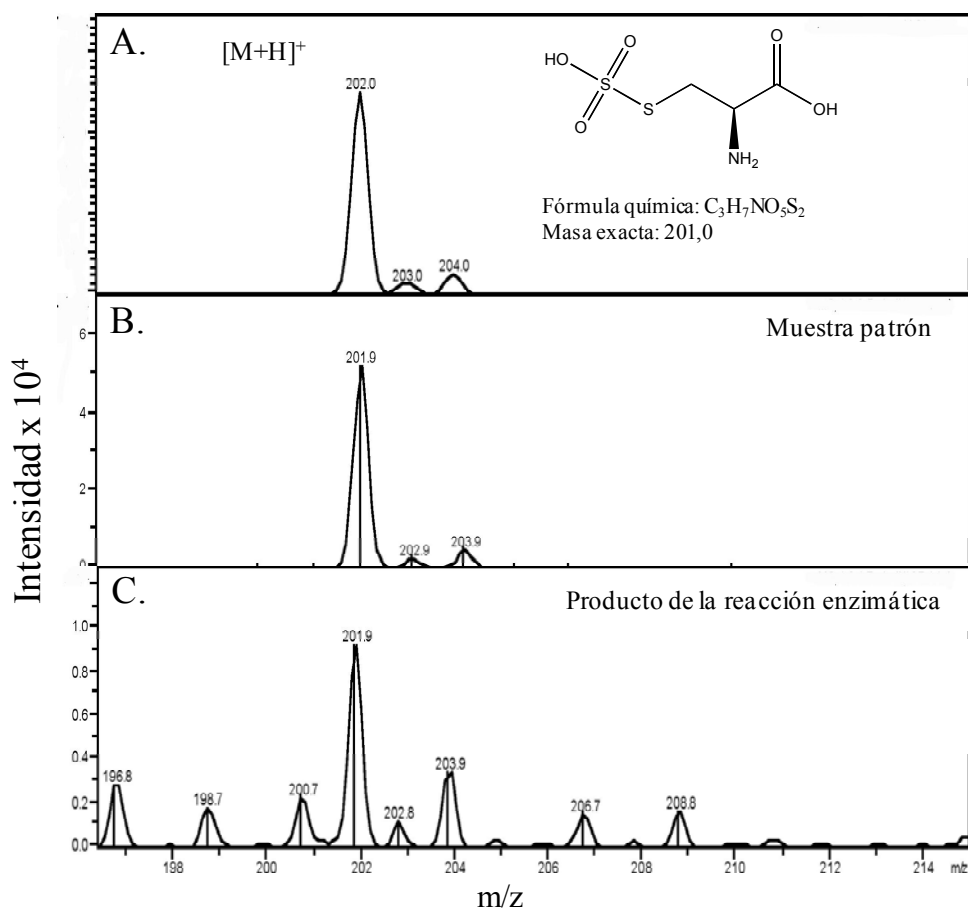 A.
[M+H]⁺
202.0
203.0
204.0
O
HO
S
S
O
O
OH
NH₂
Fórmula química: C₃H₇NO₅S₂
Masa exacta: 201,0
B.
Muestra patrón
201.9
202.9
203.9
6
4
2
0
Intensidad x 10⁴
C.
Producto de la reacción enzimática
1.0
0.8
0.6
0.4
0.2
0.0
196.8
198.7
200.7
201.9
202.8
203.9
206.7
208.8
198 200 202 204 206 208 210 212 214 m/z
m/z